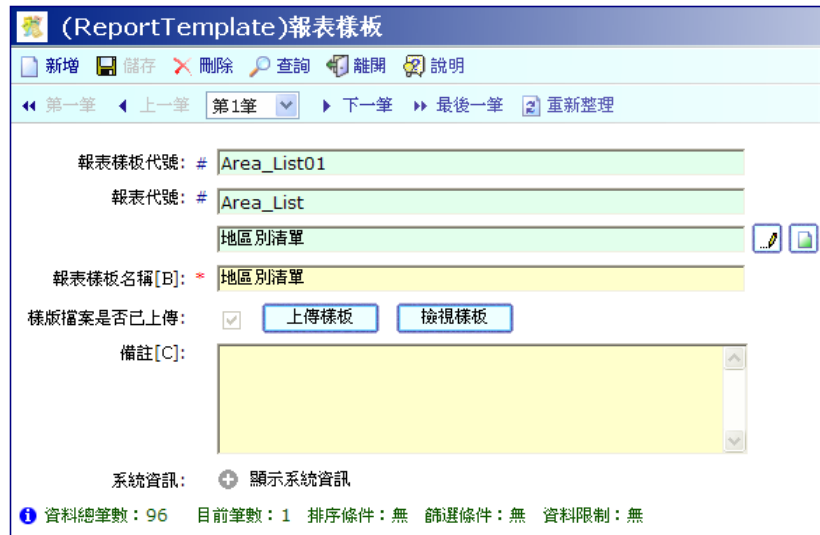 (ReportTemplate)報表樣板
新增 儲存 刪除 查詢 離開 說明
第一筆 上一筆 第1筆 下一筆 最後一筆 重新整理
報表樣板代號: # Area_List01
報表代號: # Area_List
地區別清單
報表樣板名稱[B]: * 地區別清單
樣版檔案是否已上傳: 上傳樣板 檢視樣板
備註[C]:
系統資訊: 顯示系統資訊
資料總筆數：96 目前筆數：1 排序條件：無 篩選條件：無 資料限制：無